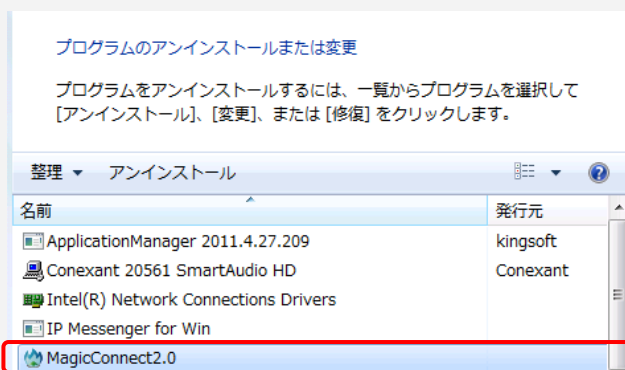 プログラムのアンインストールまたは変更
プログラムをアンインストールするには、一覧からプログラムを選択して
[アンインストール]、[変更]、または [修復] をクリックします。
整理 ▼ アンインストール
名前 発行元
ApplicationManager 2011.4.27.209 kingsoft
Conexant 20561 SmartAudio HD Conexant
Intel(R) Network Connections Drivers
IP Messenger for Win
MagicConnect2.0